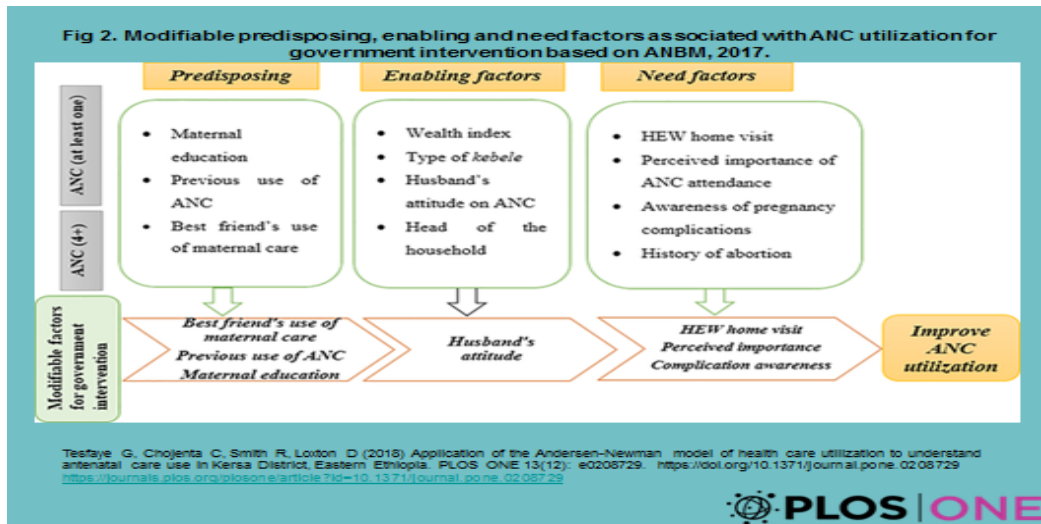 Fig 2. Modifiable predisposing, enabling and need factors associated with ANC utilization for
government intervention based on ANBM, 2017.
Predisposing
Enabling factors
Need factors
ANC (at least one)
ANC (4+)
• Maternal
education
• Previous use of
ANC
• Best friend's use
of maternal care
• Wealth index
• Type of kebele
• Husband's
attitude on ANC
• Head of the
household
• HEW home visit
• Perceived importance of
ANC attendance
• Awareness of pregnancy
complications
• History of abortion
Modifiable factors
for government
intervention
Best friend's use of
maternal care
Previous use of ANC
Maternal education
Husband's
attitude
HEW home visit
Perceived importance
Complication awareness
Improve
ANC
utilization
Tesfaye G, Chojenta C, Smith R, Loxton D (2018) Application of the Andersen–Newman model of health care utilization to understand
antenatal care use in Kersa District, Eastern Ethiopia. PLOS ONE 13(12): e0208729. https://doi.org/10.1371/journal.pone.0208729
https://journals.plos.org/plosone/article?id=10.1371/journal.pone.0208729
PLOS | ONE